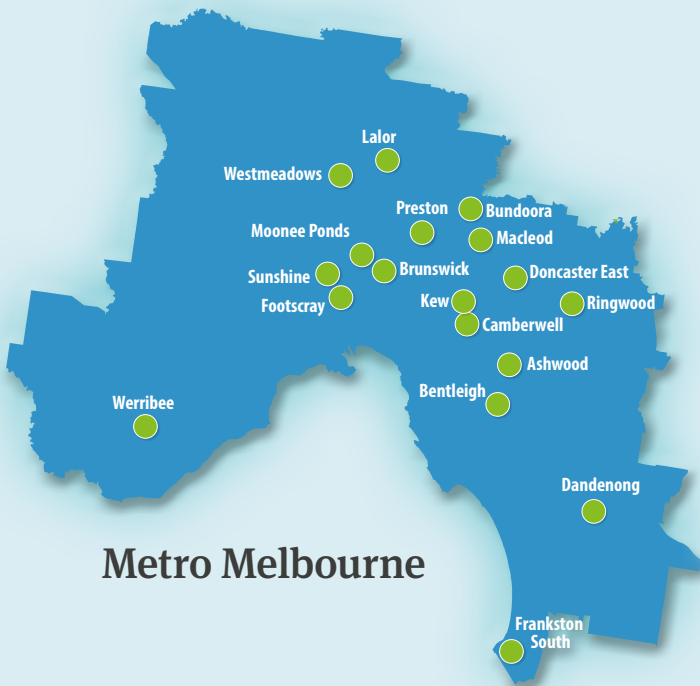 Lalor
Westmeadows
Preston
Bundoora
Moonee Ponds
Macleod
Brunswick
Doncaster East
Sunshine
Kew
Ringwood
Footscray
Camberwell
Ashwood
Bentleigh
Werribee
Dandenong
Metro Melbourne
Frankston
South